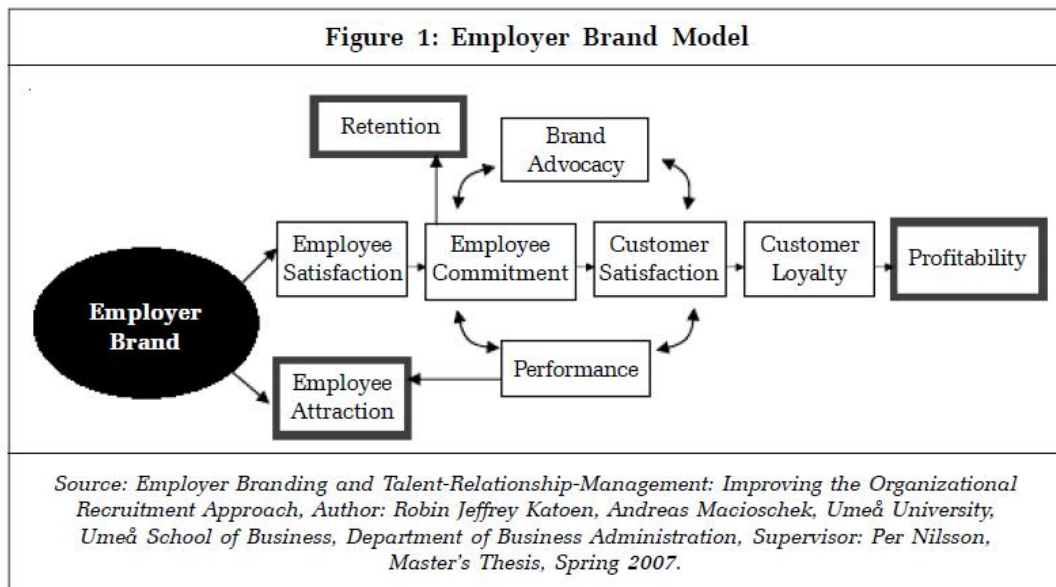 Figure 1: Employer Brand Model
Retention
Brand
Advocacy
Employee
Satisfaction
Employee
Commitment
Customer
Satisfaction
Customer
Loyalty
Profitability
Employer
Brand
Employee
Attraction
Performance
Source: Employer Branding and Talent-Relationship-Management: Improving the Organizational
Recruitment Approach, Author: Robin Jeffrey Katoen, Andreas Macioschek, Umeå University,
Umeå School of Business, Department of Business Administration, Supervisor: Per Nilsson,
Master's Thesis, Spring 2007.